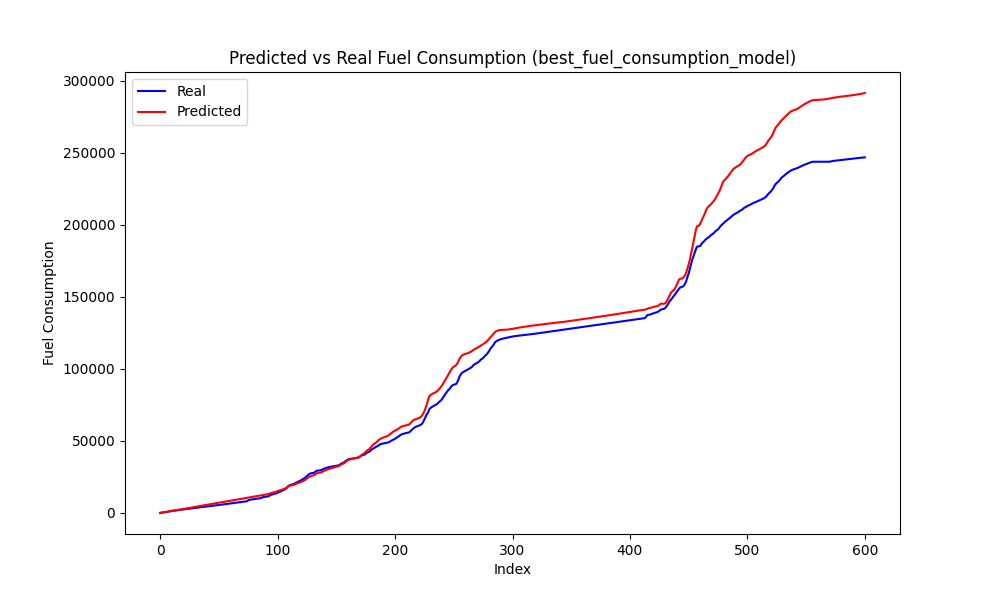 Predicted vs Real Fuel Consumption (best_fuel_consumption_model)
Real
Predicted
300000
250000
200000
150000
100000
50000
0
Fuel Consumption
0 100 200 300 400 500 600
Index